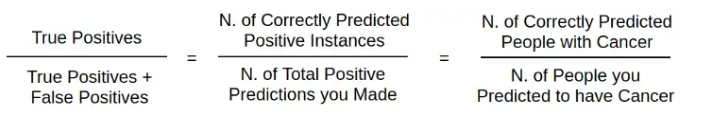 True Positives
True Positives +
False Positives
=
N. of Correctly Predicted
Positive Instances
N. of Total Positive
Predictions you Made
=
N. of Correctly Predicted
People with Cancer
N. of People you
Predicted to have Cancer